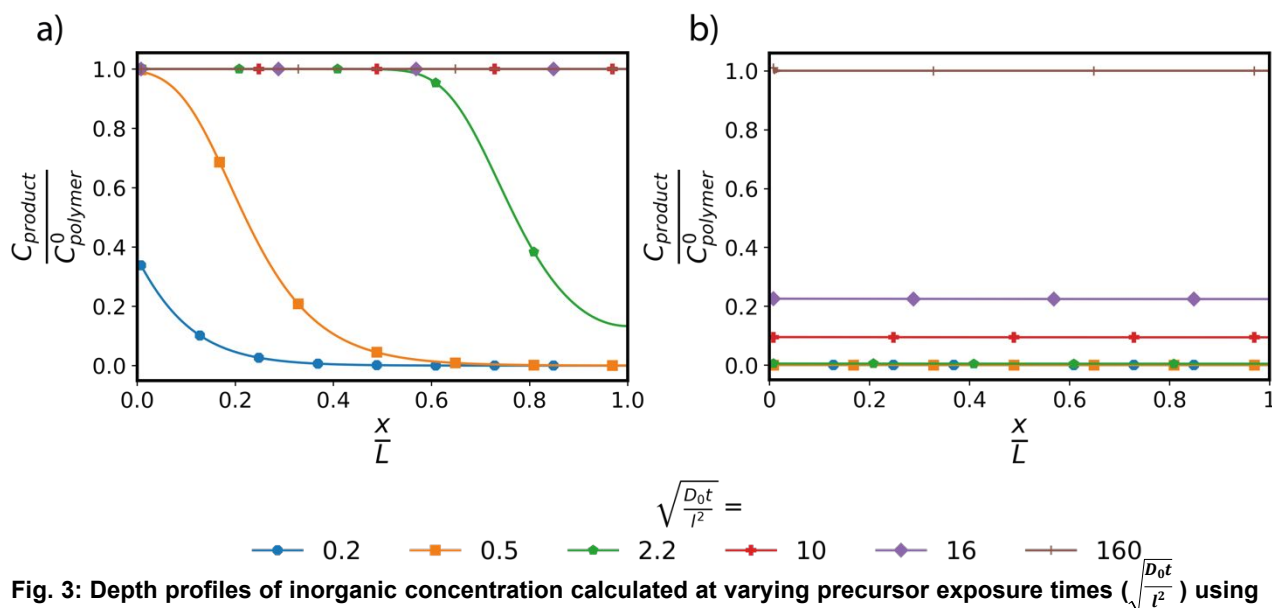 a)
b)
1.0
0.8
0.6
0.4
0.2
0.0
C_product / C^0_polymer
0.0 0.2 0.4 0.6 0.8 1.0
x / L
1.0
0.8
0.6
0.4
0.2
0.0
C_product / C^0_polymer
0 0.2 0.4 0.6 0.8 1
x / L
√(D_0 t / l^2) =
0.2 0.5 2.2 10 16 160
Fig. 3: Depth profiles of inorganic concentration calculated at varying precursor exposure times (√(D_0 t / l^2)) using